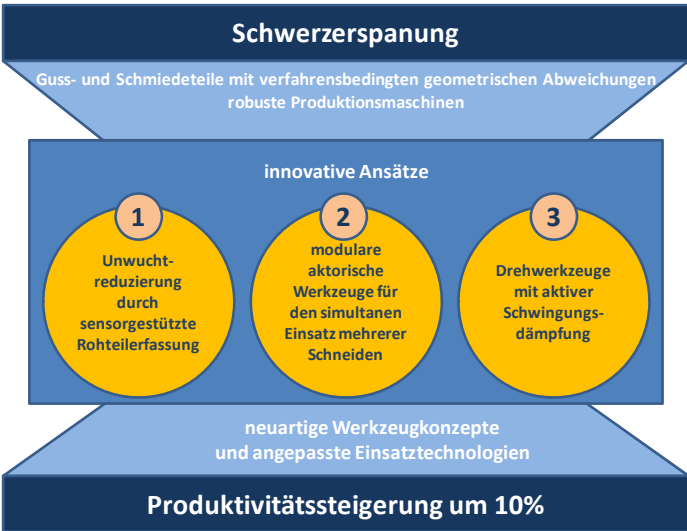 Schwerzerspanung
Guss- und Schmiedeteile mit verfahrensbedingten geometrischen Abweichungen
robuste Produktionsmaschinen
innovative Ansätze
1
Unwucht-
reduzierung
durch
sensorgestützte
Rohteilerfassung
2
modulare
aktorische
Werkzeuge für
den simultanen
Einsatz mehrerer
Schneiden
3
Drehwerkzeuge
mit aktiver
Schwingungs-
dämpfung
neuartige Werkzeugkonzepte
und angepasste Einsatztechnologien
Produktivitätssteigerung um 10%